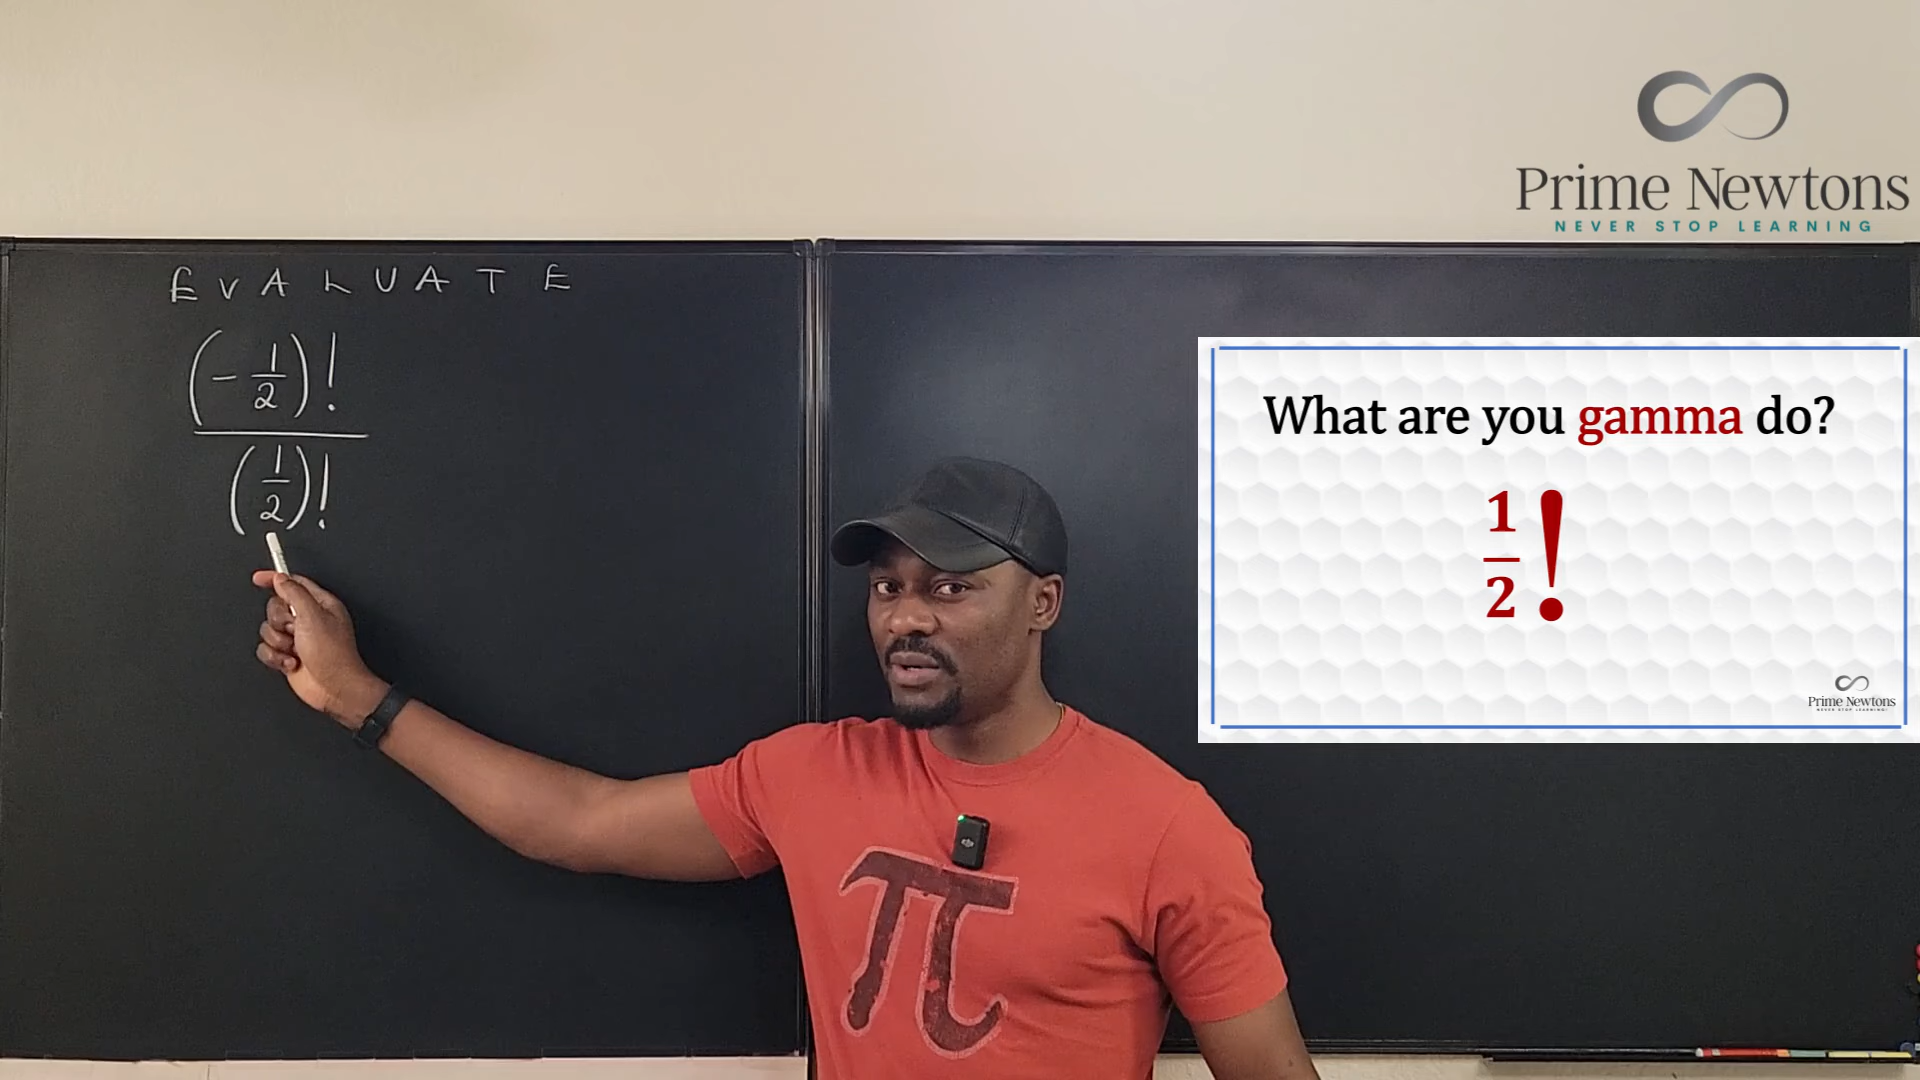 Prime Newtons
NEVER STOP LEARNING
EVALUATE
(-1/2)!
(1/2)!
What are you gamma do?
1/2!
Prime Newtons